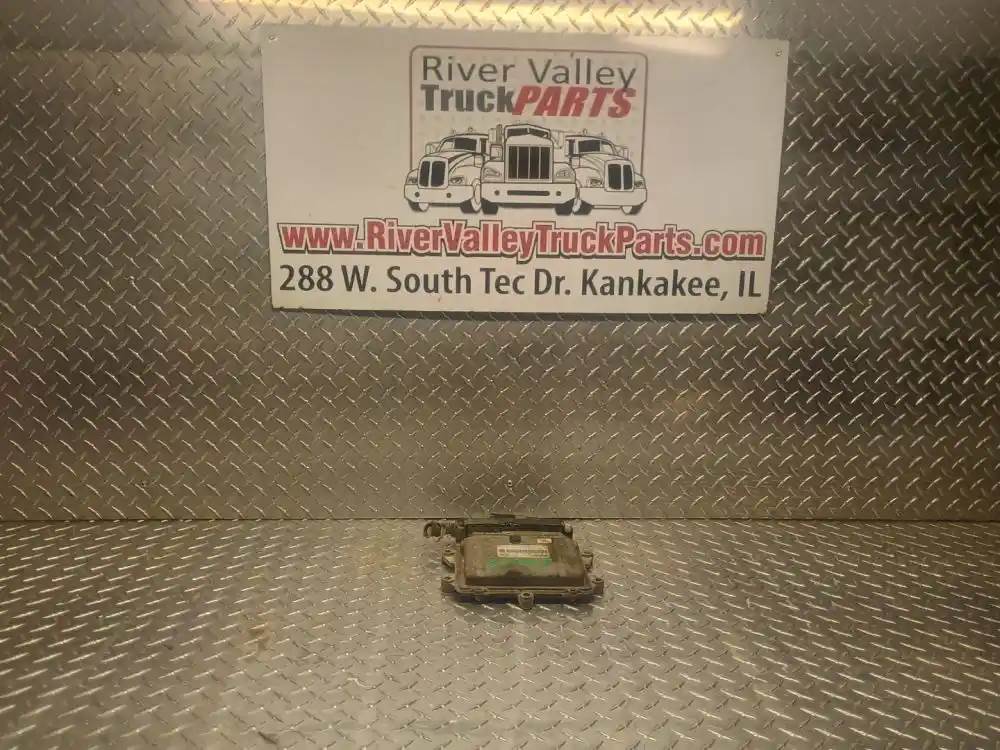 River Valley
TruckPARTS
www.RiverValleyTruckParts.com
288 W. South Tec Dr. Kankakee, IL